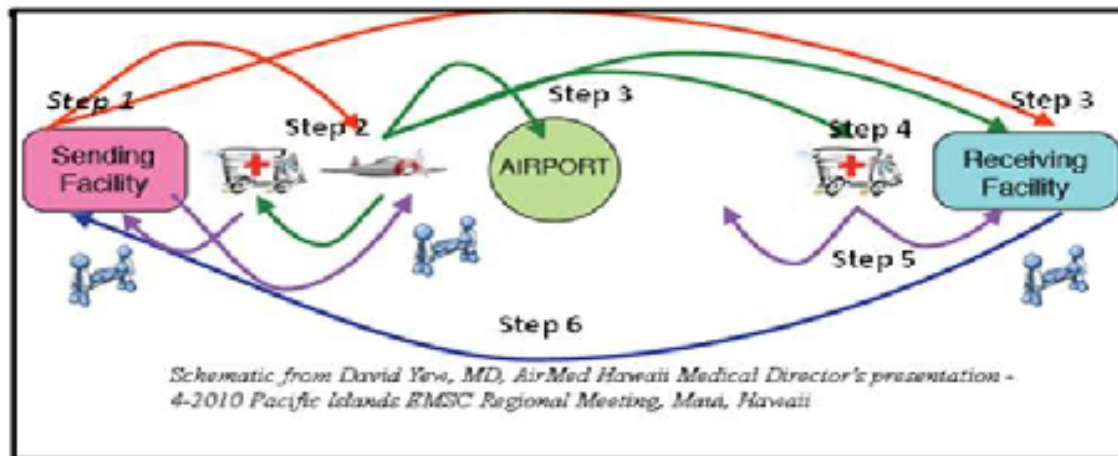 Step 1
Step 2
Step 3
Step 3
Step 4
Sending
Facility
AIRPORT
Receiving
Facility
Step 5
Step 6
Schematic from David Yew, MD, AirMed Hawaii Medical Director's presentation -
4-2010 Pacific Islands EMSC Regional Meeting, Maui, Hawaii